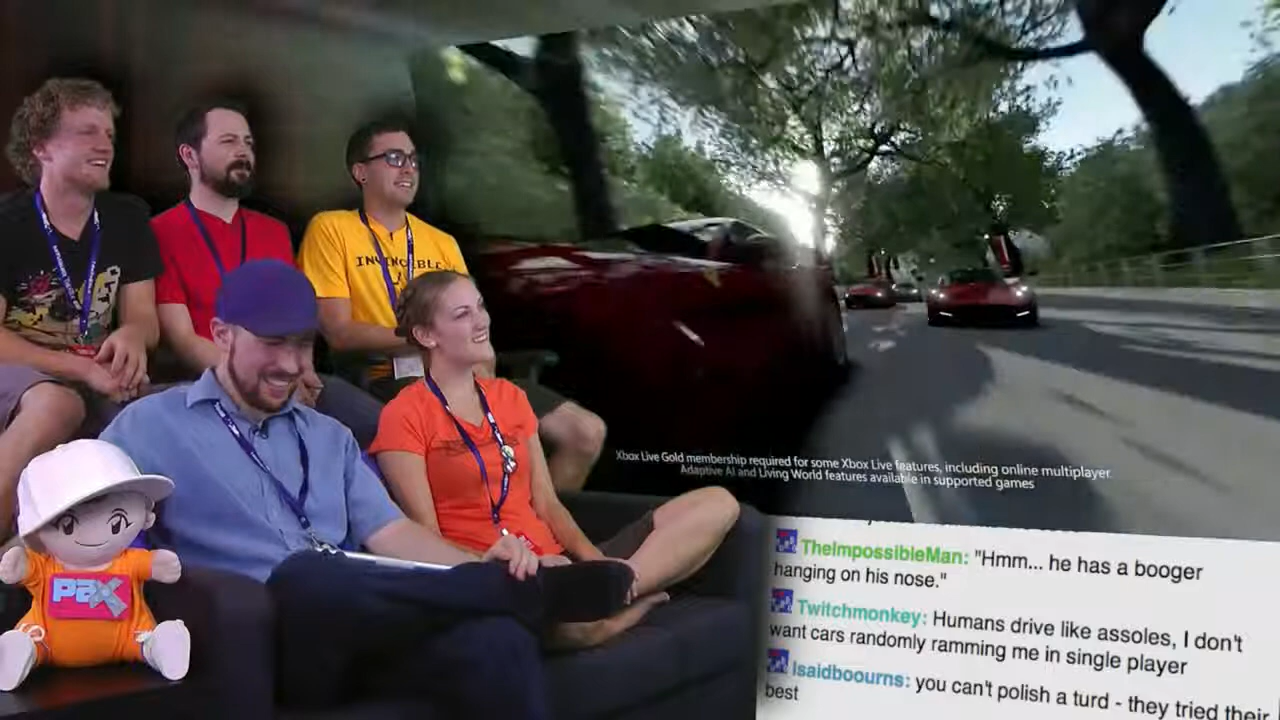 INVINCIBLE
PAX
Xbox Live Gold membership required for some Xbox Live features, including online multiplayer.
Adaptive AI and Living World features available in supported games
TheImpossibleMan: "Hmm... he has a booger
hanging on his nose."
Twitchmonkey: Humans drive like assoles, I don't
want cars randomly ramming me in single player
Isaidboourns: you can't polish a turd - they tried their
best